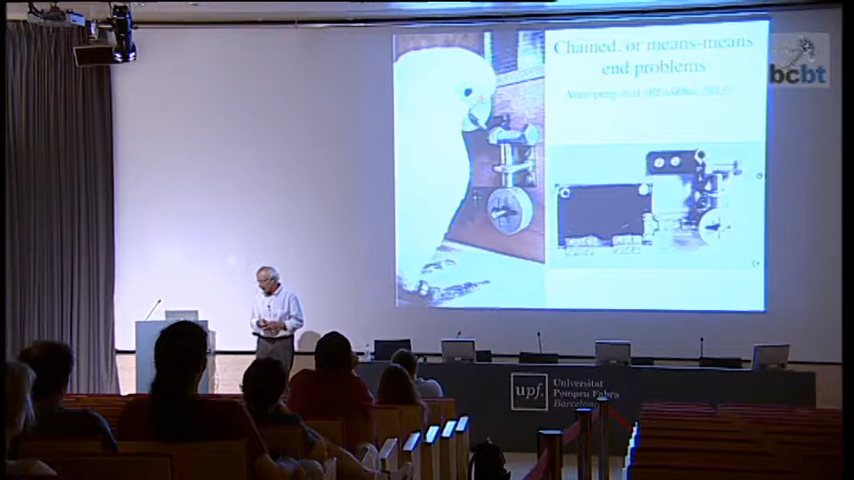 Chained, or means-means
end problems
bcbt
upf.
Universitat
Pompeu Fabra
Barcelona